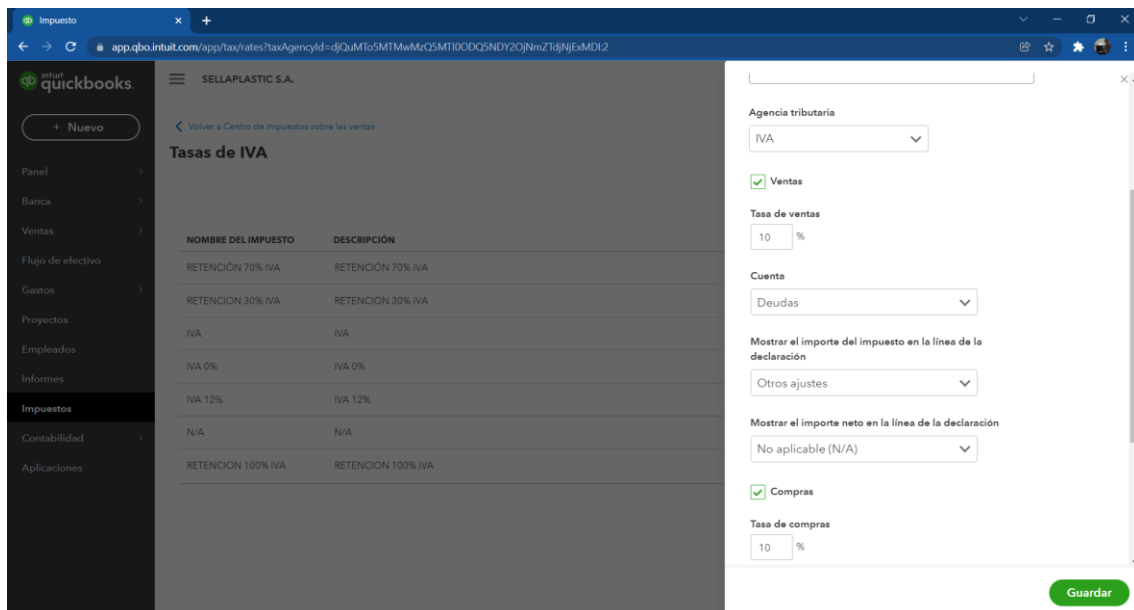 Impuesto
app.qbo.intuit.com/app/tax/rates?taxAgencyId=djQuMTo5MTMwMzQ5MTI0ODQ5NDY2OjNmZTdjNjExMDI:2
intuit
quickbooks.
+ Nuevo
Panel
Banca
Ventas
Flujo de efectivo
Gastos
Proyectos
Empleados
Informes
Impuestos
Contabilidad
Aplicaciones
SELLAPLASTIC S.A.
Volver a Centro de impuestos sobre las ventas
Tasas de IVA
NOMBRE DEL IMPUESTO DESCRIPCIÓN
RETENCIÓN 70% IVA RETENCIÓN 70% IVA
RETENCION 30% IVA RETENCION 30% IVA
IVA IVA
IVA 0% IVA 0%
IVA 12% IVA 12%
N/A N/A
RETENCION 100% IVA RETENCION 100% IVA
Agencia tributaria
IVA
Ventas
Tasa de ventas
10 %
Cuenta
Deudas
Mostrar el importe del impuesto en la línea de la
declaración
Otros ajustes
Mostrar el importe neto en la línea de la declaración
No aplicable (N/A)
Compras
Tasa de compras
10 %
Guardar